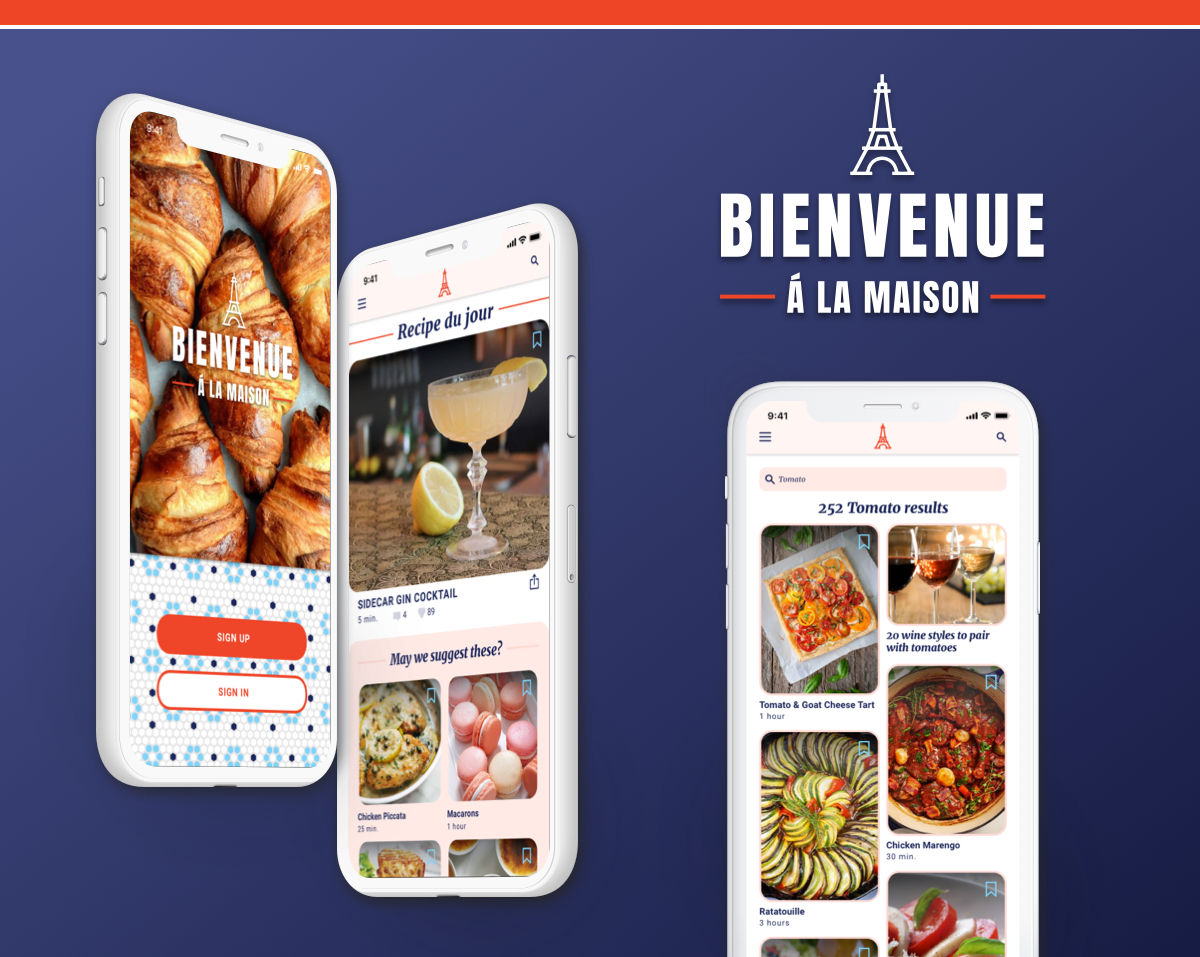 9:41
BIENVENUE
Á LA MAISON
SIGN UP
SIGN IN
9:41
Recipe du jour
SIDECAR GIN COCKTAIL
5 min. 4 89
May we suggest these?
Chicken Piccata
25 min.
Macarons
1 hour
BIENVENUE
Á LA MAISON
9:41
Tomato
252 Tomato results
Tomato & Goat Cheese Tart
1 hour
20 wine styles to pair
with tomatoes
Ratatouille
3 hours
Chicken Marengo
30 min.